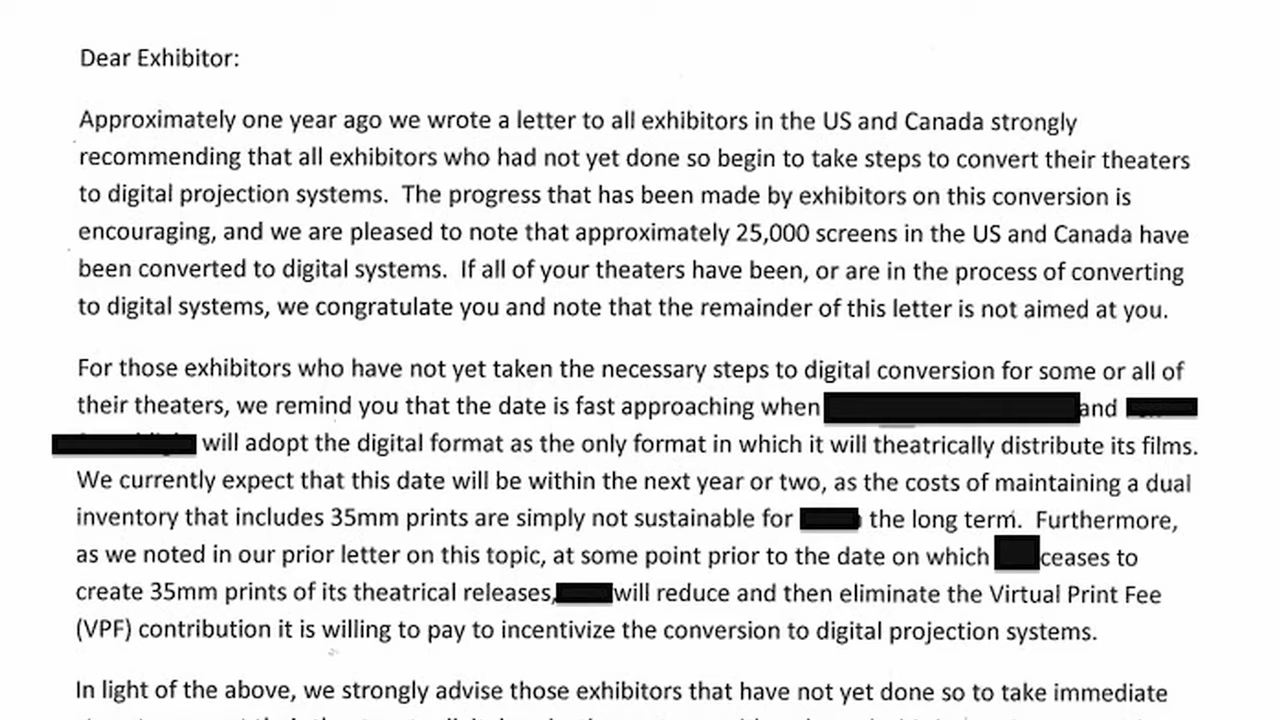 Dear Exhibitor:
Approximately one year ago we wrote a letter to all exhibitors in the US and Canada strongly
recommending that all exhibitors who had not yet done so begin to take steps to convert their theaters
to digital projection systems.  The progress that has been made by exhibitors on this conversion is
encouraging, and we are pleased to note that approximately 25,000 screens in the US and Canada have
been converted to digital systems.  If all of your theaters have been, or are in the process of converting
to digital systems, we congratulate you and note that the remainder of this letter is not aimed at you.
For those exhibitors who have not yet taken the necessary steps to digital conversion for some or all of
their theaters, we remind you that the date is fast approaching when and
will adopt the digital format as the only format in which it will theatrically distribute its films.
We currently expect that this date will be within the next year or two, as the costs of maintaining a dual
inventory that includes 35mm prints are simply not sustainable for the long term.  Furthermore,
as we noted in our prior letter on this topic, at some point prior to the date on which ceases to
create 35mm prints of its theatrical releases, will reduce and then eliminate the Virtual Print Fee
(VPF) contribution it is willing to pay to incentivize the conversion to digital projection systems.
In light of the above, we strongly advise those exhibitors that have not yet done so to take immediate